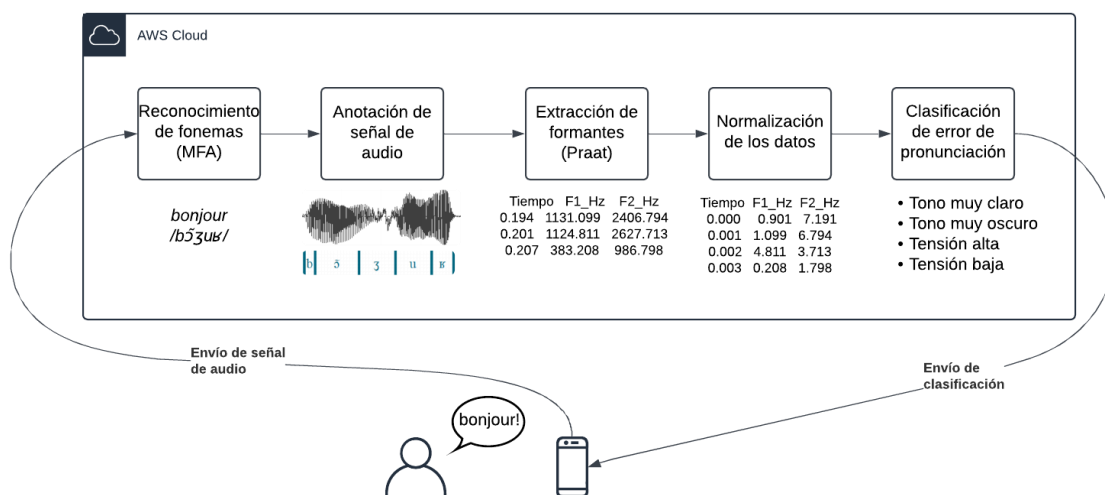 AWS Cloud
Reconocimiento
de fonemas
(MFA)
Anotación de
señal de
audio
Extracción de
formantes
(Praat)
Normalización
de los datos
Clasificación
de error de
pronunciación
bonjour
/bɔ̃ʒuʁ/
b ɔ̃ ʒ u ʁ
Tiempo F1_Hz F2_Hz
0.194 1131.099 2406.794
0.201 1124.811 2627.713
0.207 383.208 986.798
Tiempo F1_Hz F2_Hz
0.000 0.901 7.191
0.001 1.099 6.794
0.002 4.811 3.713
0.003 0.208 1.798
• Tono muy claro
• Tono muy oscuro
• Tensión alta
• Tensión baja
Envío de señal
de audio
Envío de
clasificación
bonjour!